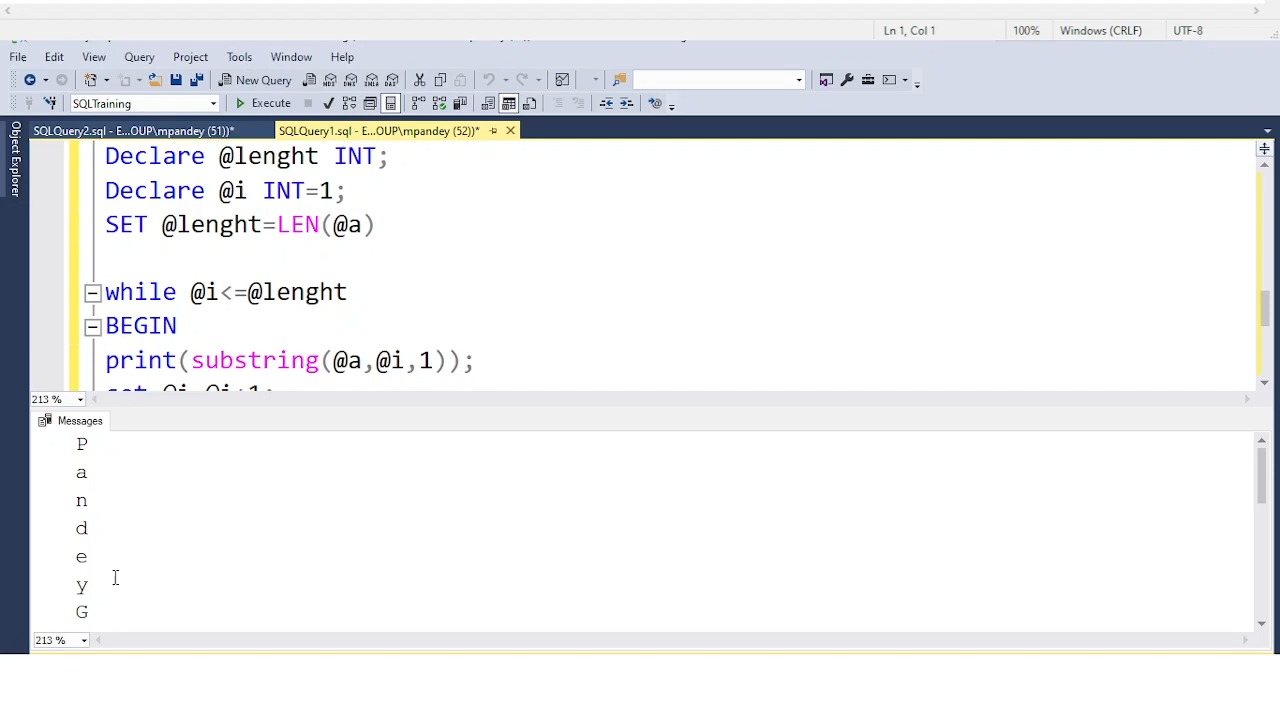 Ln 1, Col 1 100% Windows (CRLF) UTF-8
File Edit View Project Query Tools Window Help
New Query
SQLTraining Execute
SQLQuery2.sql - E...OUP\mpandey (51))* SQLQuery1.sql - E...OUP\mpandey (52))*
Object Explorer
Declare @lenght INT;
Declare @i INT=1;
SET @lenght=LEN(@a)
while @i<=@lenght
BEGIN
print(substring(@a,@i,1));
213 %
Messages
P
a
n
d
e
y
G
213 %